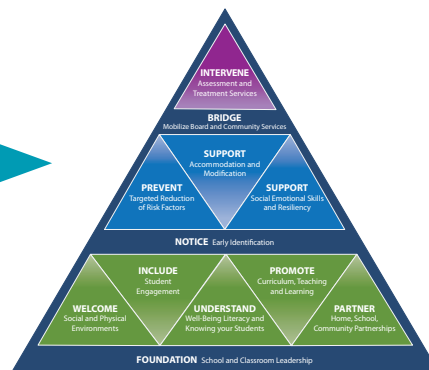 INTERVENE
Assessment and
Treatment Services
BRIDGE
Mobilize Board and Community Services
SUPPORT
Accommodation and
Modification
PREVENT
Targeted Reduction
of Risk Factors
SUPPORT
Social Emotional Skills
and Resiliency
NOTICE Early Identification
INCLUDE
Student
Engagement
PROMOTE
Curriculum, Teaching
and Learning
WELCOME
Social and Physical
Environments
UNDERSTAND
Well-Being Literacy and
Knowing your Students
PARTNER
Home, School,
Community Partnerships
FOUNDATION School and Classroom Leadership